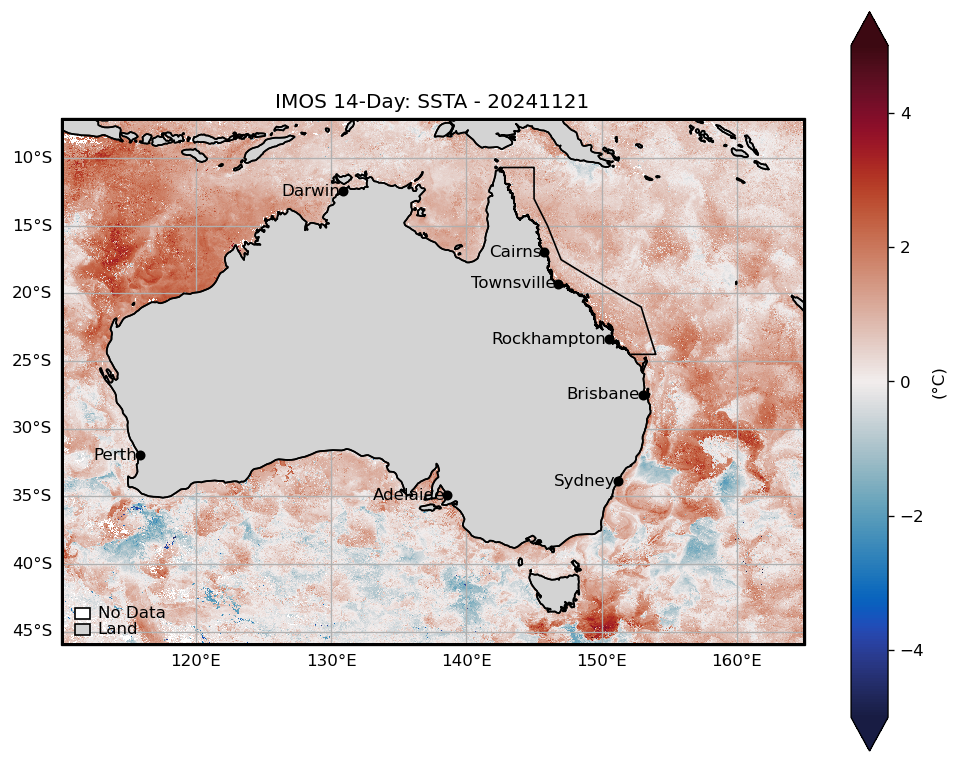 IMOS 14-Day: SSTA - 20241121
10°S
15°S
20°S
25°S
30°S
35°S
40°S
45°S
Darwin
Cairns
Townsville
Rockhampton
Brisbane
Perth
Sydney
Adelaide
No Data
Land
120°E
130°E
140°E
150°E
160°E
4
2
0
−2
−4
(°C)